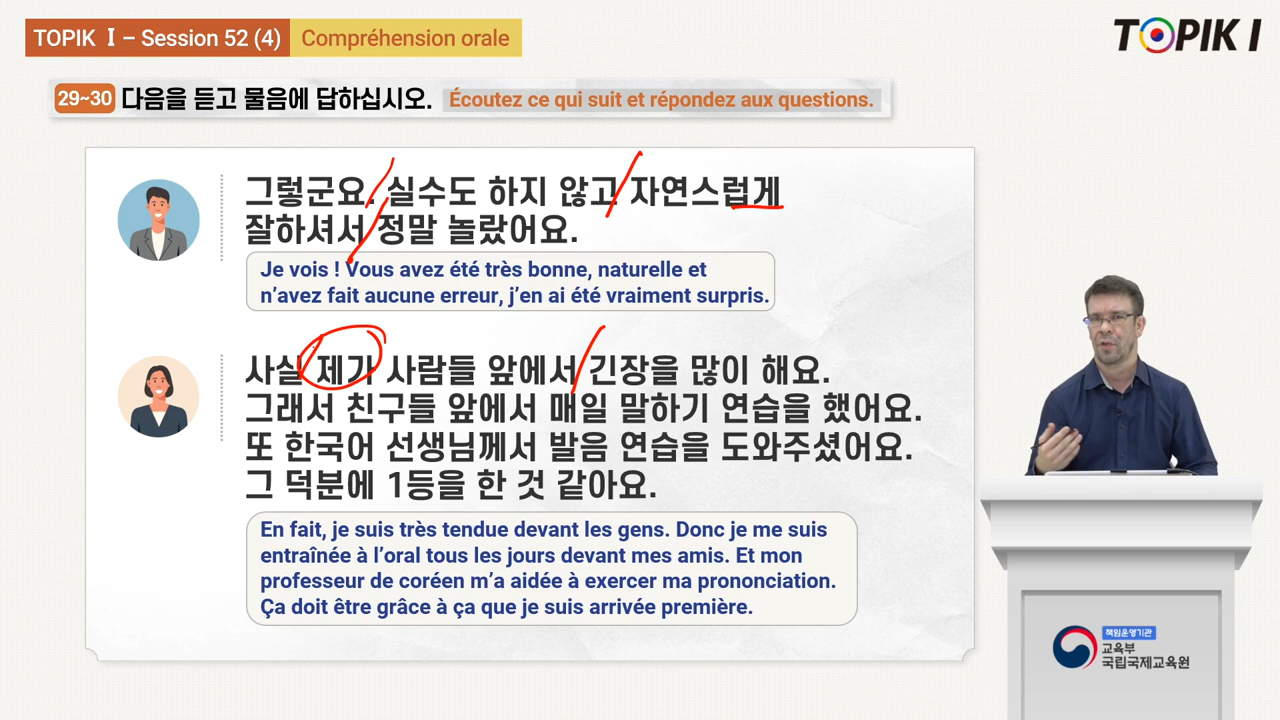 TOPIK I – Session 52 (4) Compréhension orale
TOPIK I
29~30 다음을 듣고 물음에 답하십시오. Écoutez ce qui suit et répondez aux questions.
그렇군요. 실수도 하지 않고 자연스럽게
잘하셔서 정말 놀랐어요.
Je vois ! Vous avez été très bonne, naturelle et
n’avez fait aucune erreur, j’en ai été vraiment surpris.
사실 제가 사람들 앞에서 긴장을 많이 해요.
그래서 친구들 앞에서 매일 말하기 연습을 했어요.
또 한국어 선생님께서 발음 연습을 도와주셨어요.
그 덕분에 1등을 한 것 같아요.
En fait, je suis très tendue devant les gens. Donc je me suis
entraînée à l’oral tous les jours devant mes amis. Et mon
professeur de coréen m’a aidée à exercer ma prononciation.
Ça doit être grâce à ça que je suis arrivée première.
책임운영기관
교육부
국립국제교육원